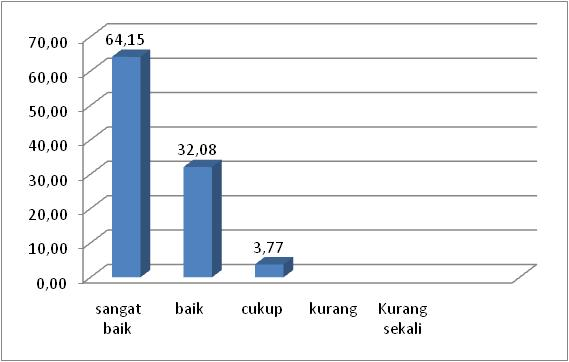 70,00
60,00
50,00
40,00
30,00
20,00
10,00
0,00
64,15
32,08
3,77
sangat
baik
baik
cukup
kurang
Kurang
sekali